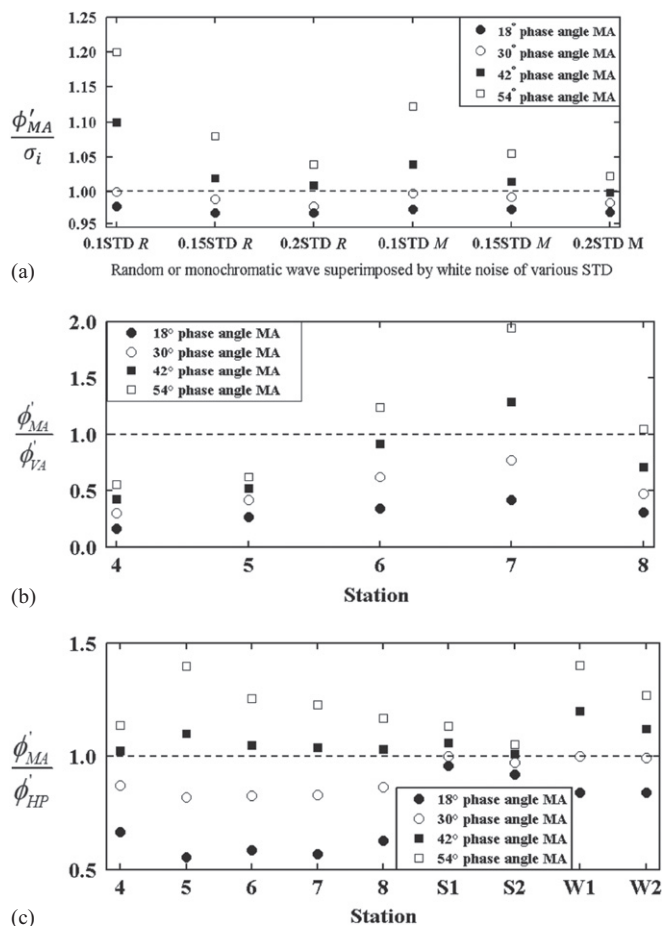 1.25
1.20
1.15
1.10
1.05
1.00
0.95
ϕ′MA
σi
18° phase angle MA
30° phase angle MA
42° phase angle MA
54° phase angle MA
0.1STD R 0.15STD R 0.2STD R 0.1STD M 0.15STD M 0.2STD M
(a) Random or monochromatic wave superimposed by white noise of various STD
2.0
1.5
1.0
0.5
0.0
ϕ′MA
ϕ′VA
18° phase angle MA
30° phase angle MA
42° phase angle MA
54° phase angle MA
4 5 6 7 8
(b) Station
1.5
1.0
0.5
ϕ′MA
ϕ′HP
18° phase angle MA
30° phase angle MA
42° phase angle MA
54° phase angle MA
4 5 6 7 8 S1 S2 W1 W2
(c) Station